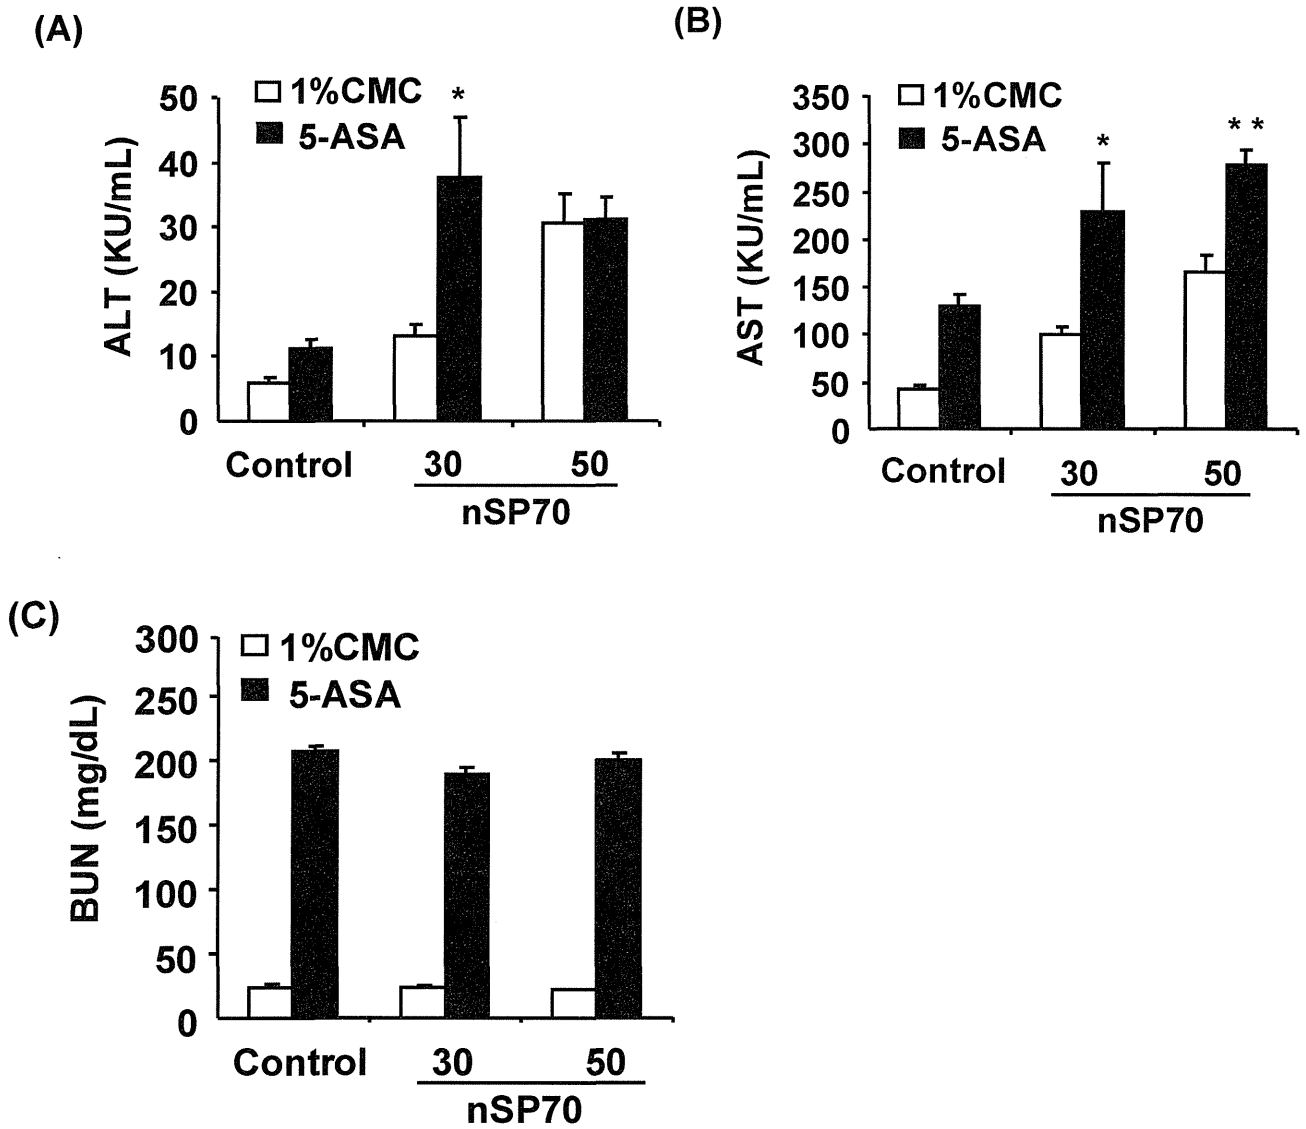 (A)
ALT (KU/mL)
1%CMC
5-ASA
*
50
40
30
20
10
0
Control 30 50
nSP70
(B)
AST (KU/mL)
1%CMC
5-ASA
*
* *
350
300
250
200
150
100
50
0
Control 30 50
nSP70
(C)
BUN (mg/dL)
1%CMC
5-ASA
300
250
200
150
100
50
0
Control 30 50
nSP70